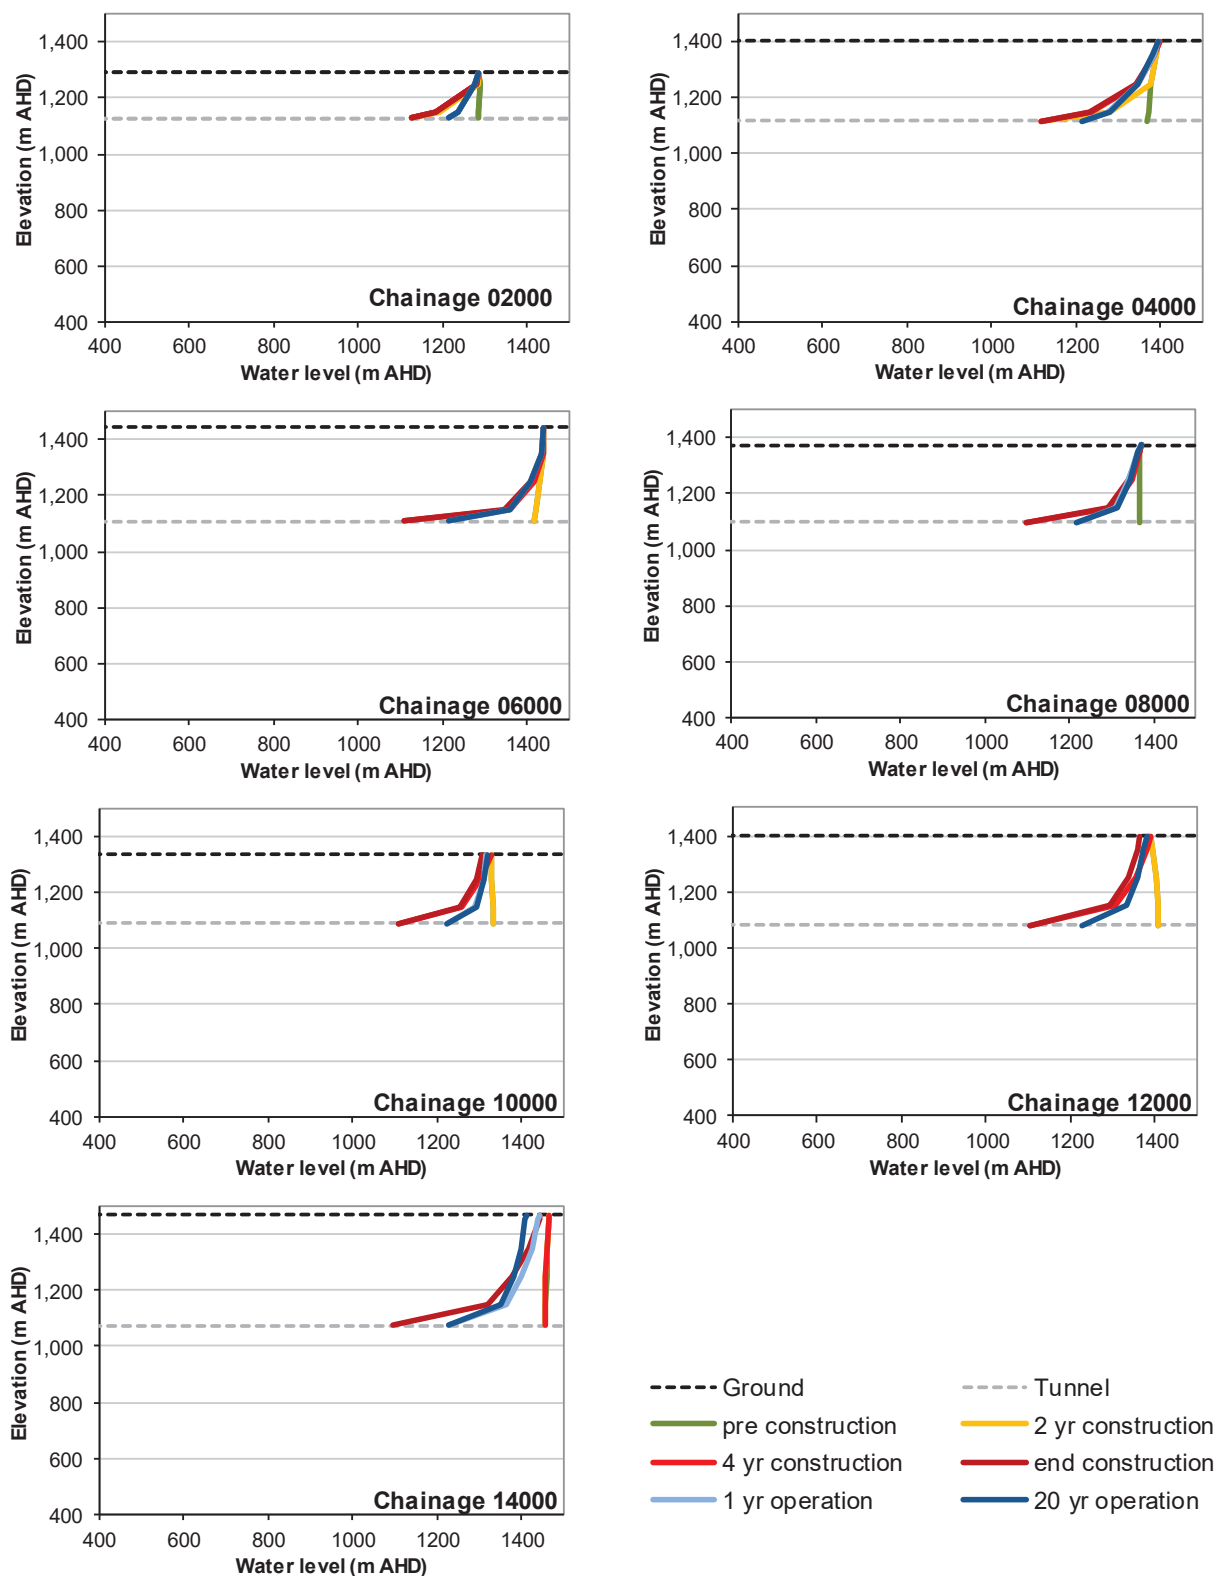 1,400
1,200
1,000
800
600
400
Elevation (m AHD)
Chainage 02000
400 600 800 1000 1200 1400
Water level (m AHD)
1,400
1,200
1,000
800
600
400
Elevation (m AHD)
Chainage 04000
400 600 800 1000 1200 1400
Water level (m AHD)
1,400
1,200
1,000
800
600
400
Elevation (m AHD)
Chainage 06000
400 600 800 1000 1200 1400
Water level (m AHD)
1,400
1,200
1,000
800
600
400
Elevation (m AHD)
Chainage 08000
400 600 800 1000 1200 1400
Water level (m AHD)
1,400
1,200
1,000
800
600
400
Elevation (m AHD)
Chainage 10000
400 600 800 1000 1200 1400
Water level (m AHD)
1,400
1,200
1,000
800
600
400
Elevation (m AHD)
Chainage 12000
400 600 800 1000 1200 1400
Water level (m AHD)
1,400
1,200
1,000
800
600
400
Elevation (m AHD)
Chainage 14000
400 600 800 1000 1200 1400
Water level (m AHD)
Ground Tunnel
pre construction 2 yr construction
4 yr construction end construction
1 yr operation 20 yr operation